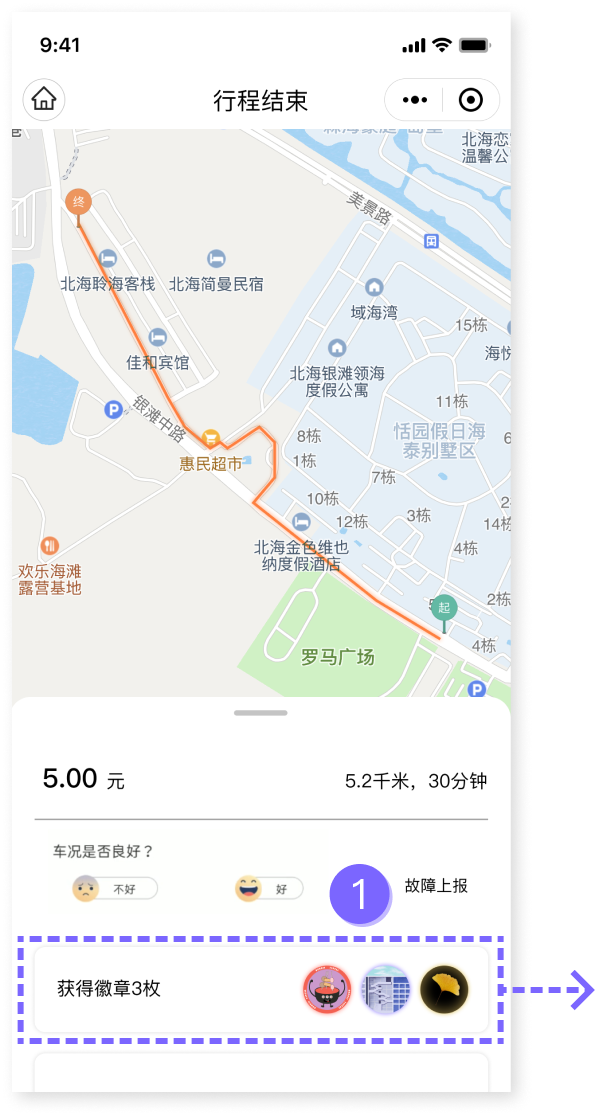 9:41
行程结束
北海恋
温馨公
美景路
终
北海聆海客栈
北海简曼民宿
域海湾
15栋
佳和宾馆
海悦
北海银滩领海
度假公寓
11栋
P
银滩中路
恬园假日海
泰别墅区
8栋
惠民超市
1栋
7栋
10栋
3栋
12栋
14栋
北海金色维也
纳度假酒店
4栋
欢乐海滩
露营基地
2栋
起
4栋
罗马广场
P
5.00 元
5.2千米，30分钟
车况是否良好？
不好
好
1
故障上报
获得徽章3枚